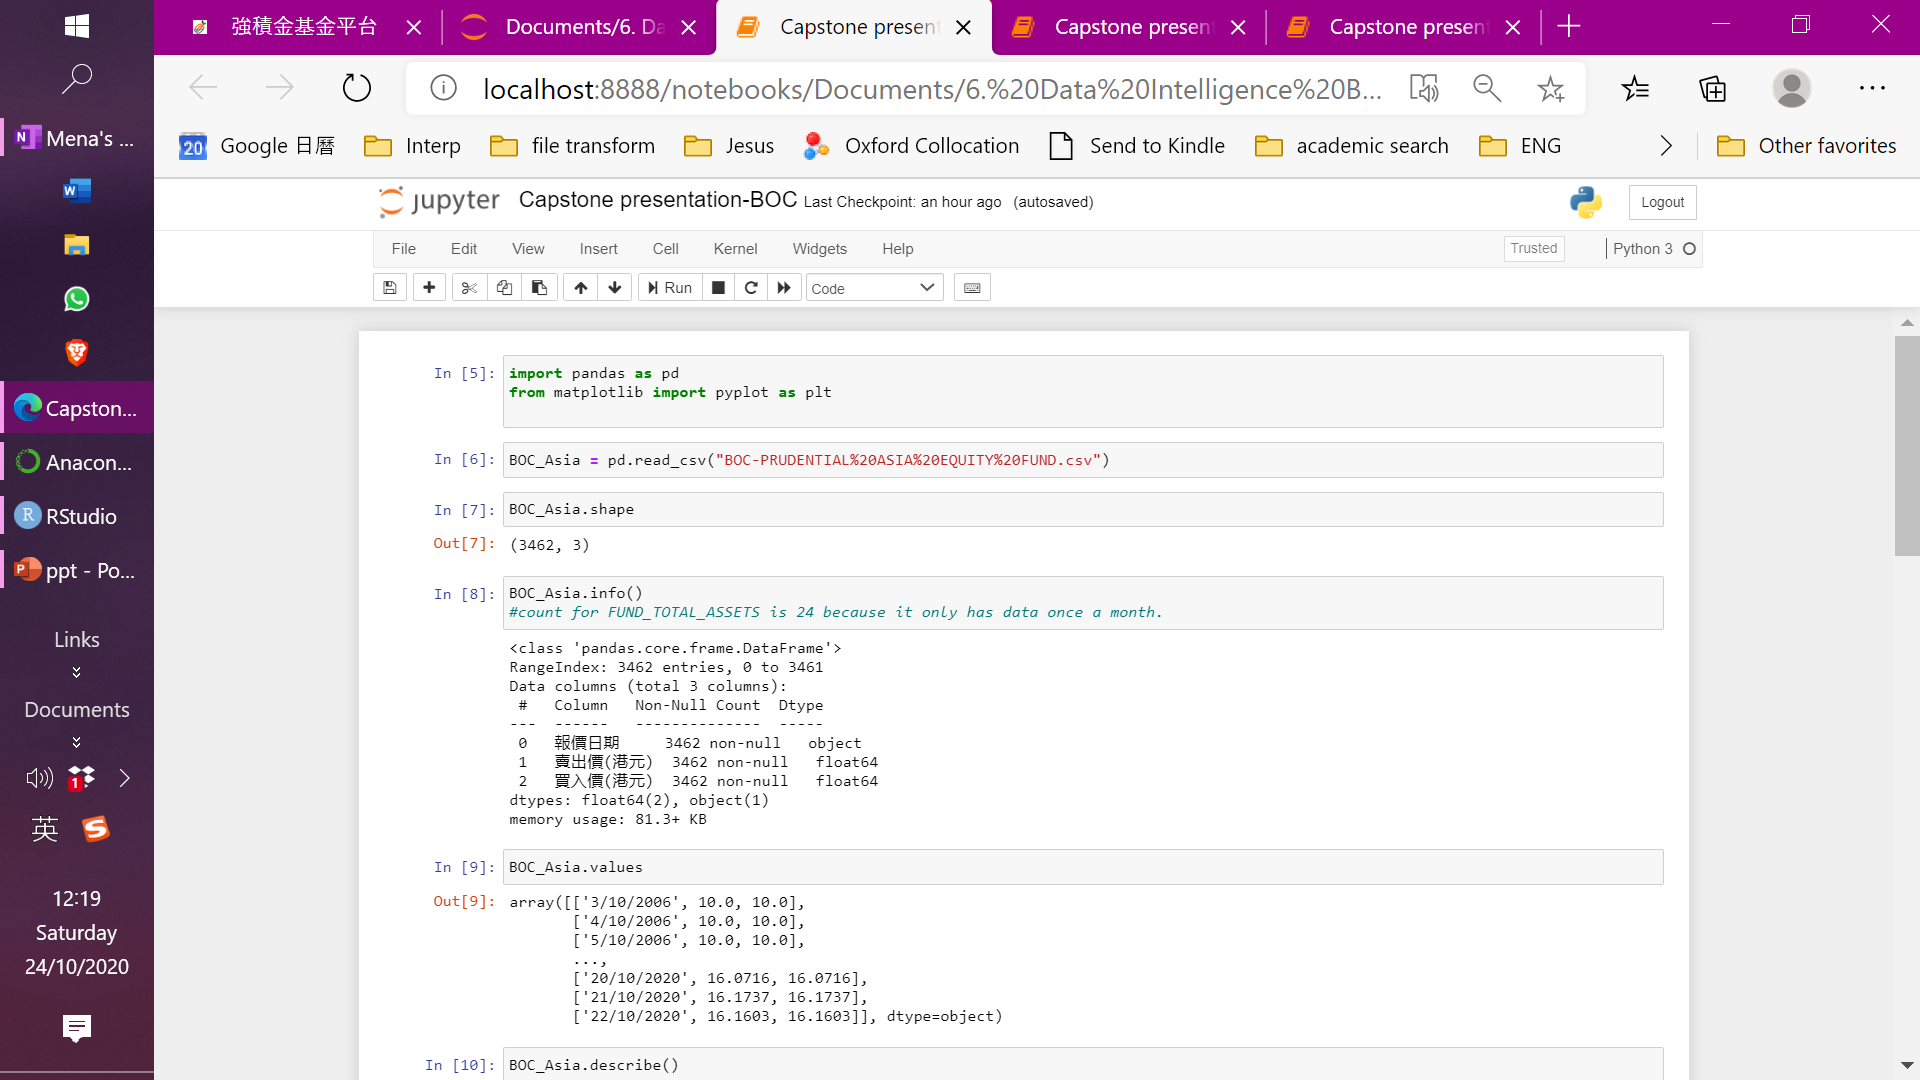 強積金基金平台
Documents/6. Da
Capstone present
Capstone presen
Capstone presen
localhost:8888/notebooks/Documents/6.%20Data%20Intelligence%20B...
20 Google 日曆
Interp
file transform
Jesus
Oxford Collocation
Send to Kindle
academic search
ENG
Other favorites
Mena's ...
Capston...
Anacon...
RStudio
ppt - Po...
Links
Documents
1
英
12:19
Saturday
24/10/2020
jupyter Capstone presentation-BOC Last Checkpoint: an hour ago (autosaved)
Logout
File Edit View Insert Cell Kernel Widgets Help
Trusted
Python 3
Run
Code
In [5]: import pandas as pd
from matplotlib import pyplot as plt
In [6]: BOC_Asia = pd.read_csv("BOC-PRUDENTIAL%20ASIA%20EQUITY%20FUND.csv")
In [7]: BOC_Asia.shape
Out[7]: (3462, 3)
In [8]: BOC_Asia.info()
#count for FUND_TOTAL_ASSETS is 24 because it only has data once a month.
<class 'pandas.core.frame.DataFrame'>
RangeIndex: 3462 entries, 0 to 3461
Data columns (total 3 columns):
# Column Non-Null Count Dtype
--- ------ -------------- -----
0 報價日期 3462 non-null object
1 賣出價(港元) 3462 non-null float64
2 買入價(港元) 3462 non-null float64
dtypes: float64(2), object(1)
memory usage: 81.3+ KB
In [9]: BOC_Asia.values
Out[9]: array([['3/10/2006', 10.0, 10.0],
['4/10/2006', 10.0, 10.0],
['5/10/2006', 10.0, 10.0],
...,
['20/10/2020', 16.0716, 16.0716],
['21/10/2020', 16.1737, 16.1737],
['22/10/2020', 16.1603, 16.1603]], dtype=object)
In [10]: BOC_Asia.describe()